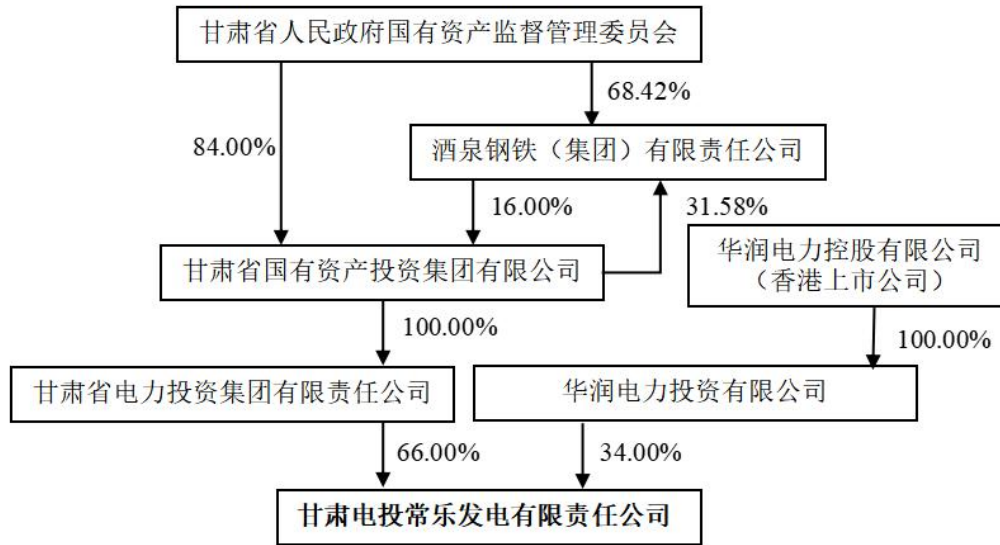 甘肃省人民政府国有资产监督管理委员会
68.42%
84.00%
酒泉钢铁（集团）有限责任公司
16.00%
31.58%
甘肃省国有资产投资集团有限公司
华润电力控股有限公司
（香港上市公司）
100.00%
100.00%
甘肃省电力投资集团有限责任公司
华润电力投资有限公司
66.00%
34.00%
甘肃电投常乐发电有限责任公司